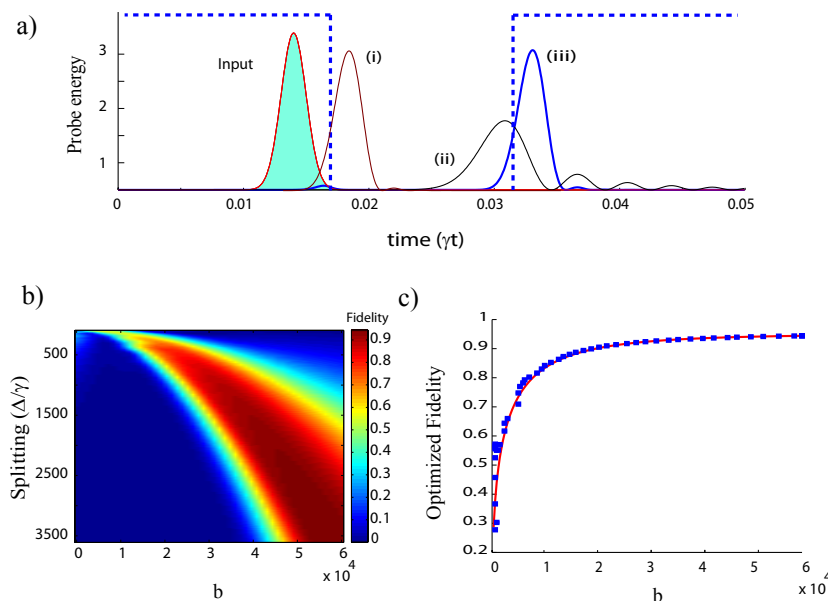 a)
Probe energy
3
2
1
Input
(i)
(ii)
(iii)
0
0.01
0.02
0.03
0.04
0.05
time (γt)
b)
Splitting (Δ/γ)
500
1500
2500
3500
0
1
2
3
4
5
6
x 10⁴
b
Fidelity
0.9
0.8
0.7
0.6
0.5
0.4
0.3
0.2
0.1
0
c)
Optimized Fidelity
1
0.9
0.8
0.7
0.6
0.5
0.4
0.3
0.2
0
1
2
3
4
5
6
x 10⁴
b